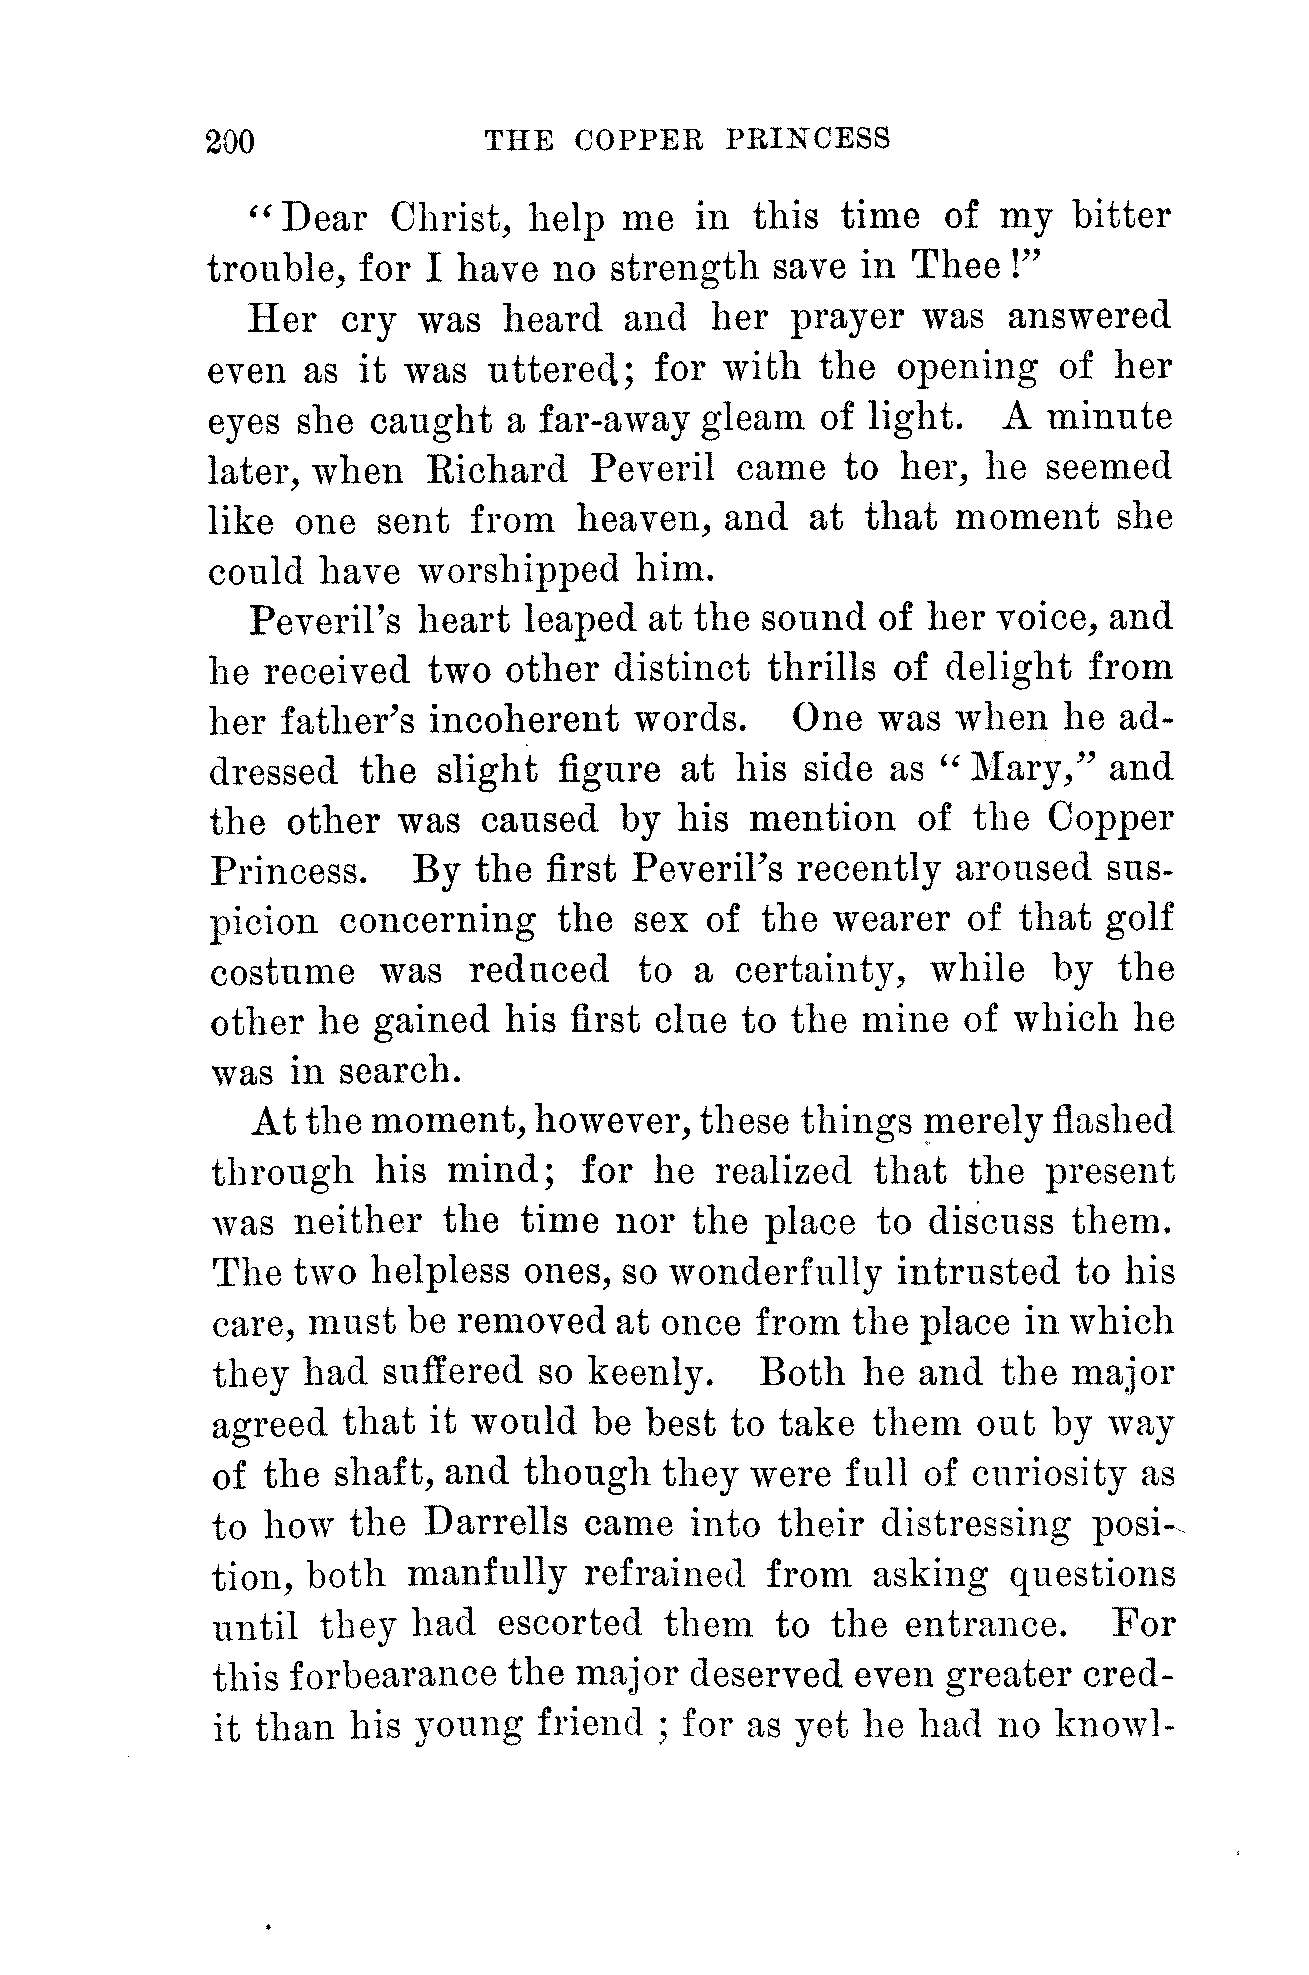 200 THE COPPER PRINCESS
“Dear Christ, help me in this time of my bitter
trouble, for I have no strength save in Thee!”
Her cry was heard and her prayer was answered
even as it was uttered; for with the opening of her
eyes she caught a far-away gleam of light. A minute
later, when Richard Peveril came to her, he seemed
like one sent from heaven, and at that moment she
could have worshipped him.
Peveril’s heart leaped at the sound of her voice, and
he received two other distinct thrills of delight from
her father’s incoherent words. One was when he ad-
dressed the slight figure at his side as “Mary,” and
the other was caused by his mention of the Copper
Princess. By the first Peveril’s recently aroused sus-
picion concerning the sex of the wearer of that golf
costume was reduced to a certainty, while by the
other he gained his first clue to the mine of which he
was in search.
At the moment, however, these things merely flashed
through his mind; for he realized that the present
was neither the time nor the place to discuss them.
The two helpless ones, so wonderfully intrusted to his
care, must be removed at once from the place in which
they had suffered so keenly. Both he and the major
agreed that it would be best to take them out by way
of the shaft, and though they were full of curiosity as
to how the Darrells came into their distressing posi-
tion, both manfully refrained from asking questions
until they had escorted them to the entrance. For
this forbearance the major deserved even greater cred-
it than his young friend; for as yet he had no knowl-